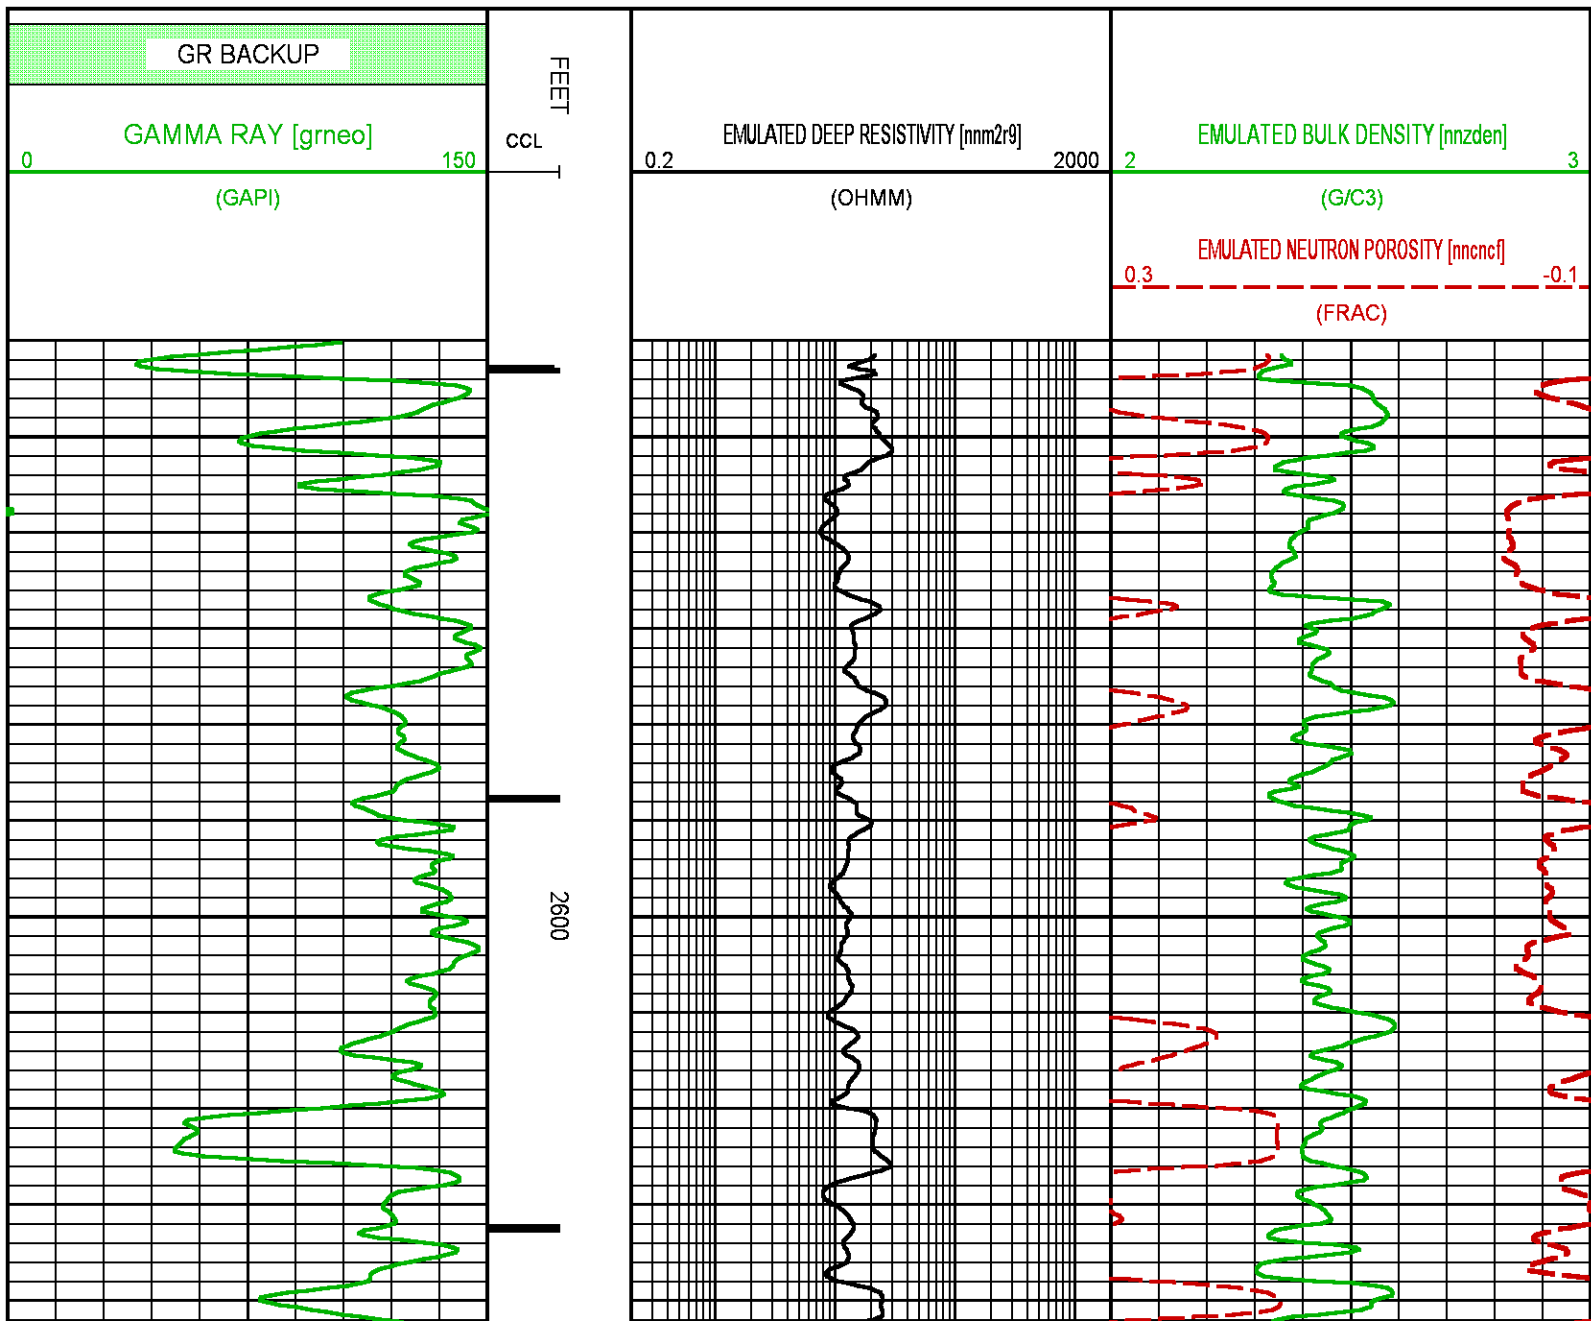 GR BACKUP
GAMMA RAY [grneo]
0 150
(GAPI)
FEET
CCL
EMULATED DEEP RESISTIVITY [nnm2r9]
0.2 2000
(OHMM)
EMULATED BULK DENSITY [nnzden]
2 3
(G/C3)
EMULATED NEUTRON POROSITY [nncncf]
0.3 -0.1
(FRAC)
2600